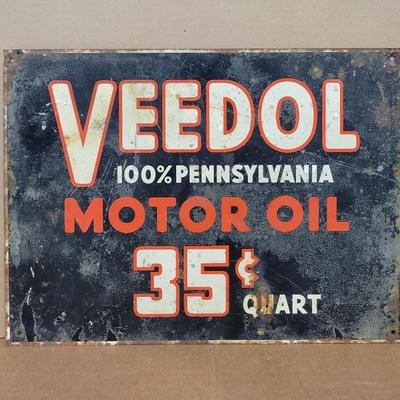 VEEDOL
100% PENNSYLVANIA
MOTOR OIL
35¢
QUART